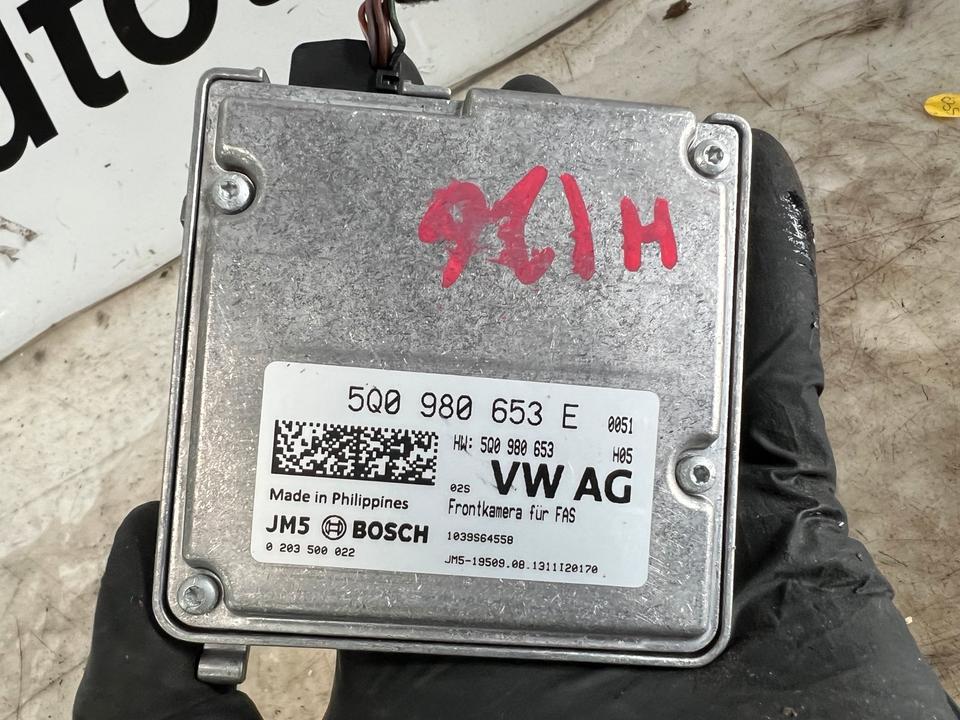 5Q0 980 653 E 0051
HW: 5Q0 980 653 H05
02S VW AG
Made in Philippines
Frontkamera für FAS
JM5 BOSCH
1039S64558
0 203 500 022
JM5-19509.08.1311I20170